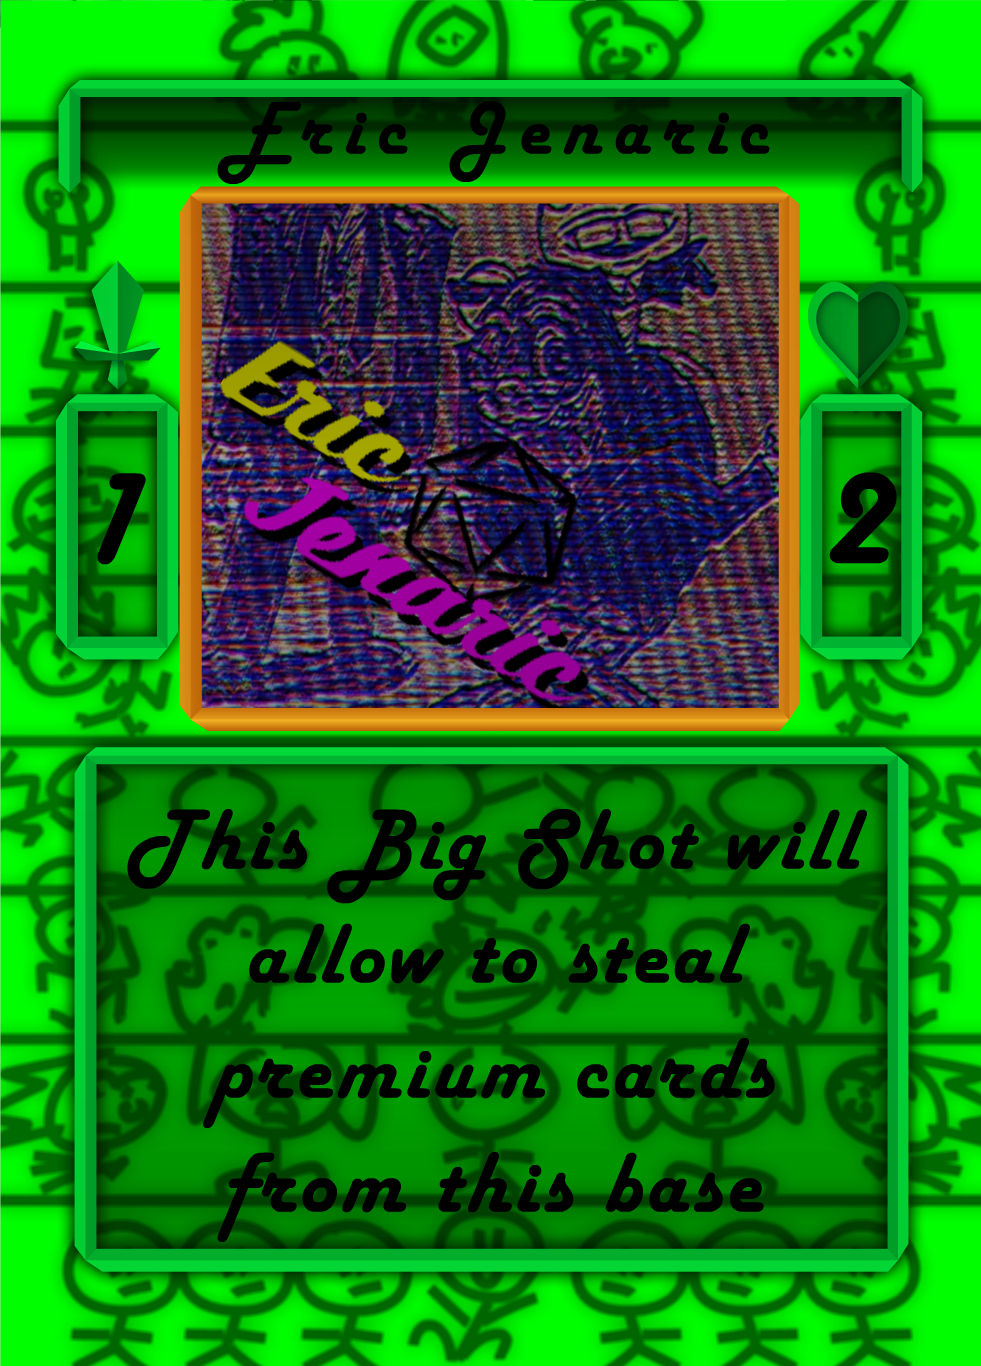 Eric Jenaric
Eric
Jenaric
1
2
This Big Shot will
allow to steal
premium cards
from this base